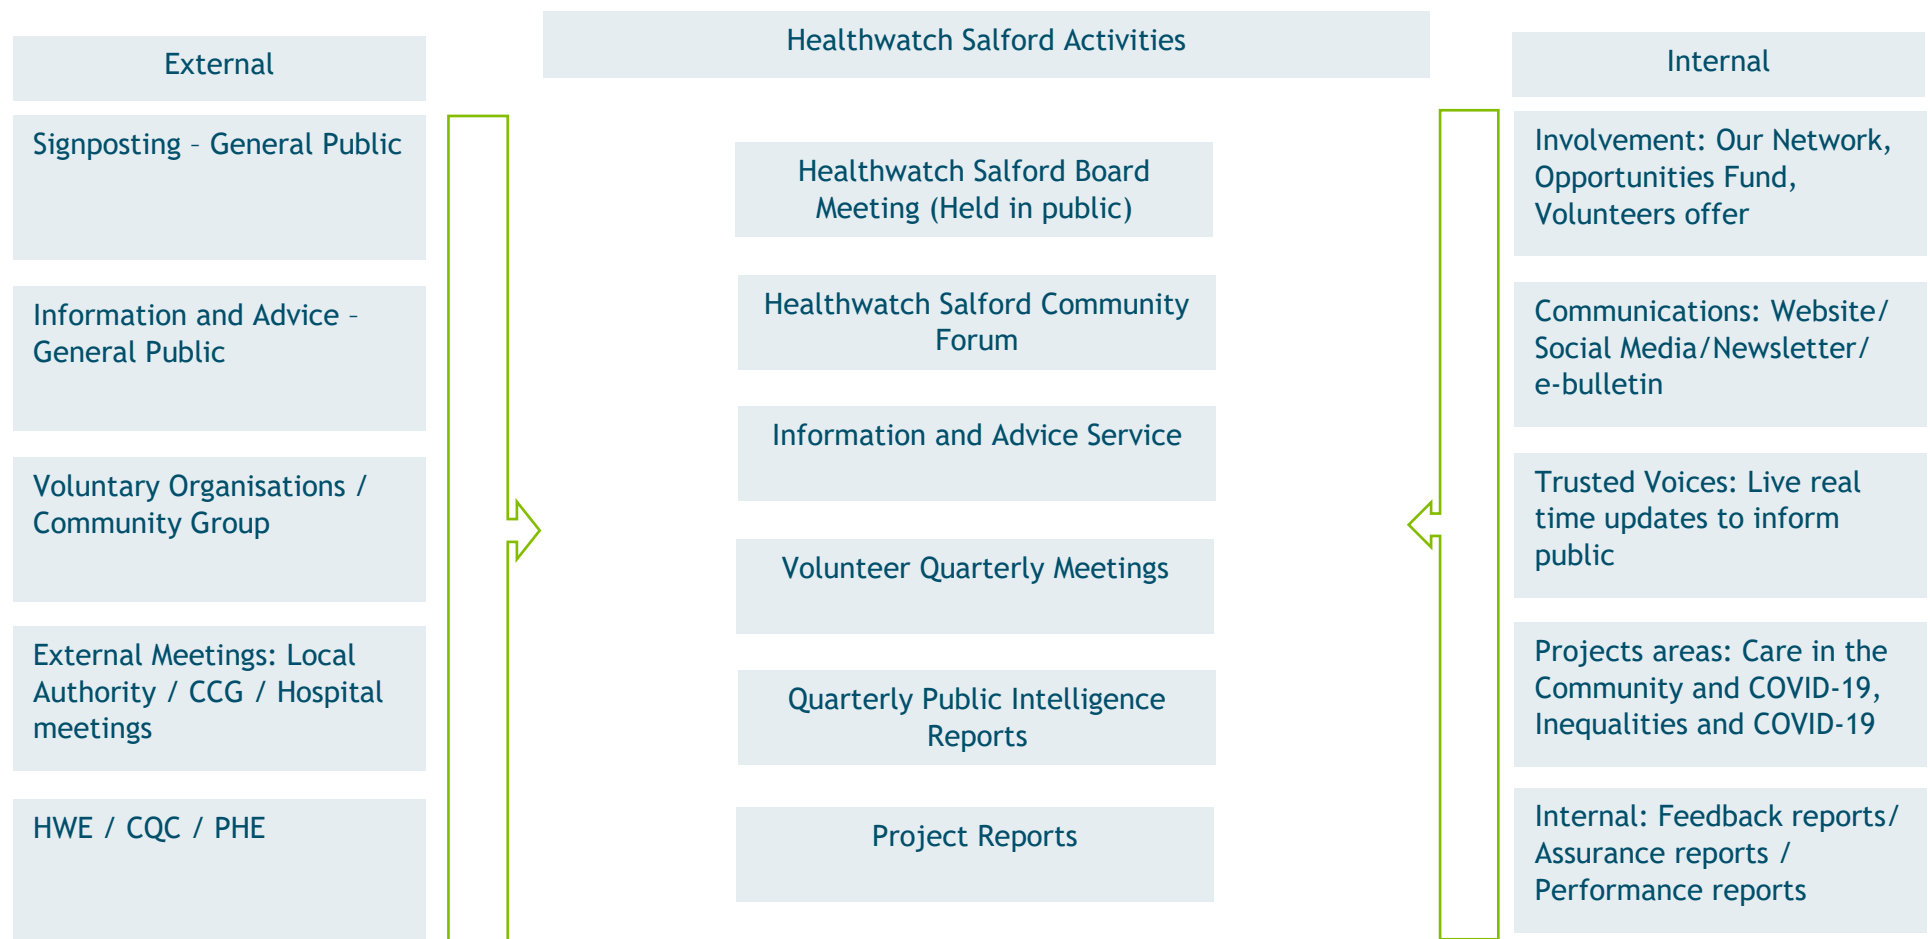 External
Signposting – General Public
Information and Advice –
General Public
Voluntary Organisations /
Community Group
External Meetings: Local
Authority / CCG / Hospital
meetings
HWE / CQC / PHE
Healthwatch Salford Activities
Healthwatch Salford Board
Meeting (Held in public)
Healthwatch Salford Community
Forum
Information and Advice Service
Volunteer Quarterly Meetings
Quarterly Public Intelligence
Reports
Project Reports
Internal
Involvement: Our Network,
Opportunities Fund,
Volunteers offer
Communications: Website/
Social Media/Newsletter/
e-bulletin
Trusted Voices: Live real
time updates to inform
public
Projects areas: Care in the
Community and COVID-19,
Inequalities and COVID-19
Internal: Feedback reports/
Assurance reports /
Performance reports